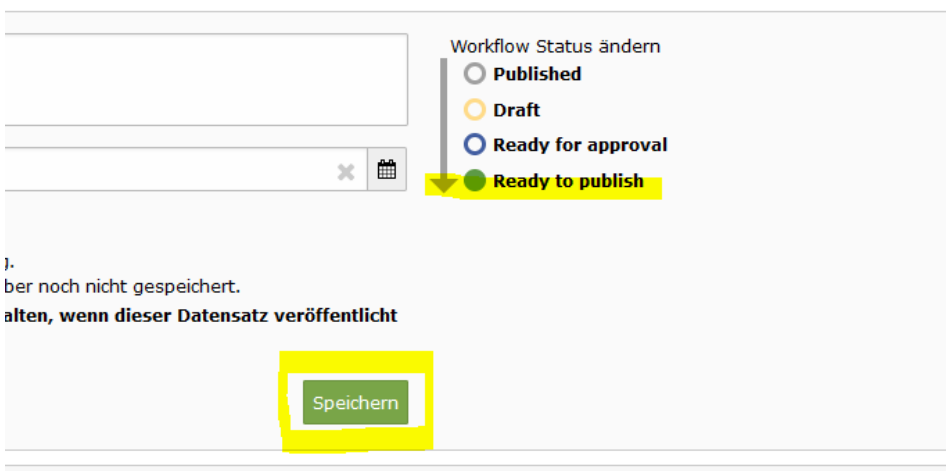 Workflow Status ändern
Published
Draft
Ready for approval
Ready to publish
g.
ber noch nicht gespeichert.
alten, wenn dieser Datensatz veröffentlicht
Speichern